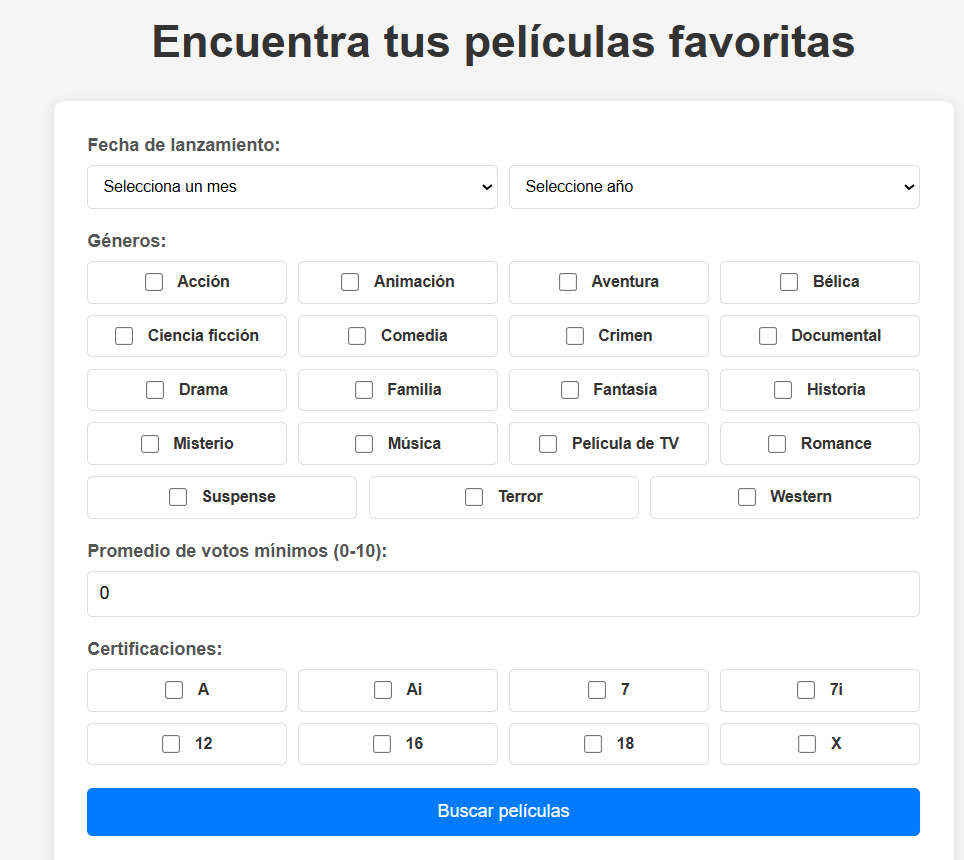 Encuentra tus películas favoritas
Fecha de lanzamiento:
Selecciona un mes Seleccione año
Géneros:
Acción Animación Aventura Bélica
Ciencia ficción Comedia Crimen Documental
Drama Familia Fantasía Historia
Misterio Música Película de TV Romance
Suspense Terror Western
Promedio de votos mínimos (0-10):
0
Certificaciones:
A Ai 7 7i
12 16 18 X
Buscar películas